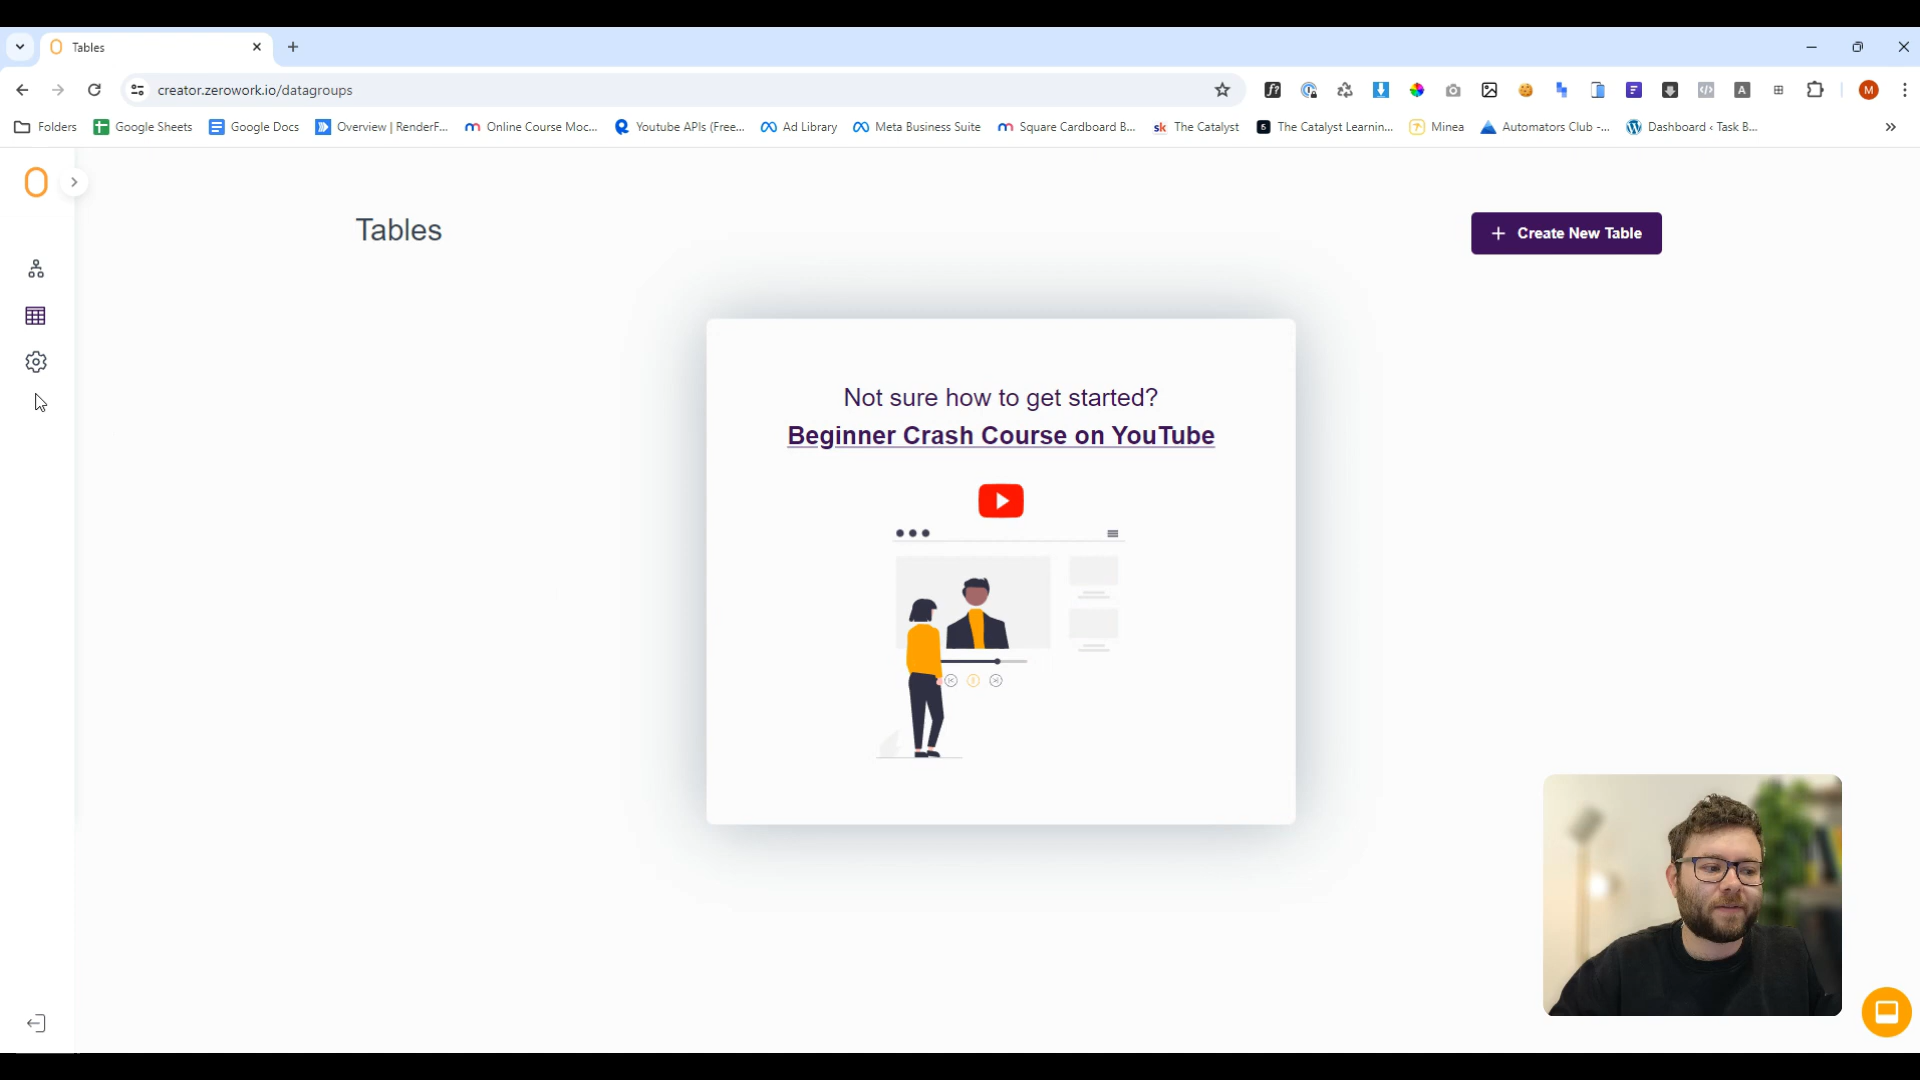 Tables
creator.zerowork.io/datagroups
Folders
Google Sheets
Google Docs
Overview | RenderF...
Online Course Moc...
Youtube APIs (Free...
Ad Library
Meta Business Suite
Square Cardboard B...
The Catalyst
The Catalyst Learnin...
Minea
Automators Club -...
Dashboard ‹ Task B...
Tables
+ Create New Table
Not sure how to get started?
Beginner Crash Course on YouTube